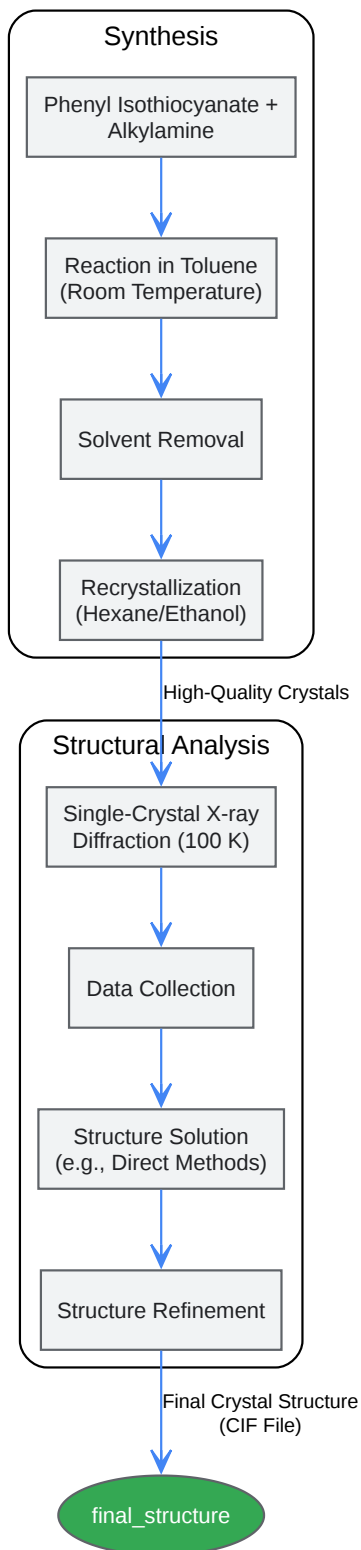 Synthesis
Phenyl Isothiocyanate +
Alkylamine
Reaction in Toluene
(Room Temperature)
Solvent Removal
Recrystallization
(Hexane/Ethanol)
High-Quality Crystals
Structural Analysis
Single-Crystal X-ray
Diffraction (100 K)
Data Collection
Structure Solution
(e.g., Direct Methods)
Structure Refinement
Final Crystal Structure
(CIF File)
final_structure